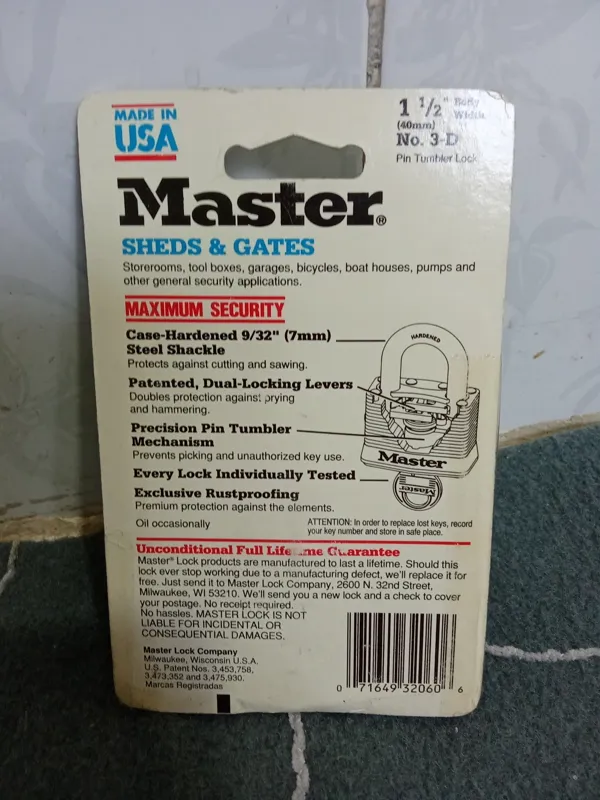 MADE IN
USA
1 1/2" Body
Width
(40mm)
No. 3-D
Pin Tumbler Lock
Master®
SHEDS & GATES
Storerooms, tool boxes, garages, bicycles, boat houses, pumps and
other general security applications.
MAXIMUM SECURITY
Case-Hardened 9/32" (7mm)
Steel Shackle
Protects against cutting and sawing.
Patented, Dual-Locking Levers
Doubles protection against prying
and hammering.
Precision Pin Tumbler
Mechanism
Prevents picking and unauthorized key use.
Every Lock Individually Tested
Exclusive Rustproofing
Premium protection against the elements.
Oil occasionally
HARDENED
Master
Master
ATTENTION: In order to replace lost keys, record
your key number and store in safe place.
Unconditional Full Lifetime Guarantee
Master® Lock products are manufactured to last a lifetime. Should this
lock ever stop working due to a manufacturing defect, we'll replace it for
free. Just send it to Master Lock Company, 2600 N. 32nd Street,
Milwaukee, WI 53210. We'll send you a new lock and a check to cover
your postage. No receipt required.
No hassles. MASTER LOCK IS NOT
LIABLE FOR INCIDENTAL OR
CONSEQUENTIAL DAMAGES.
Master Lock Company
Milwaukee, Wisconsin U.S.A.
U.S. Patent Nos. 3,453,758,
3,473,352 and 3,475,930.
Marcas Registradas
0 71649 32060 6